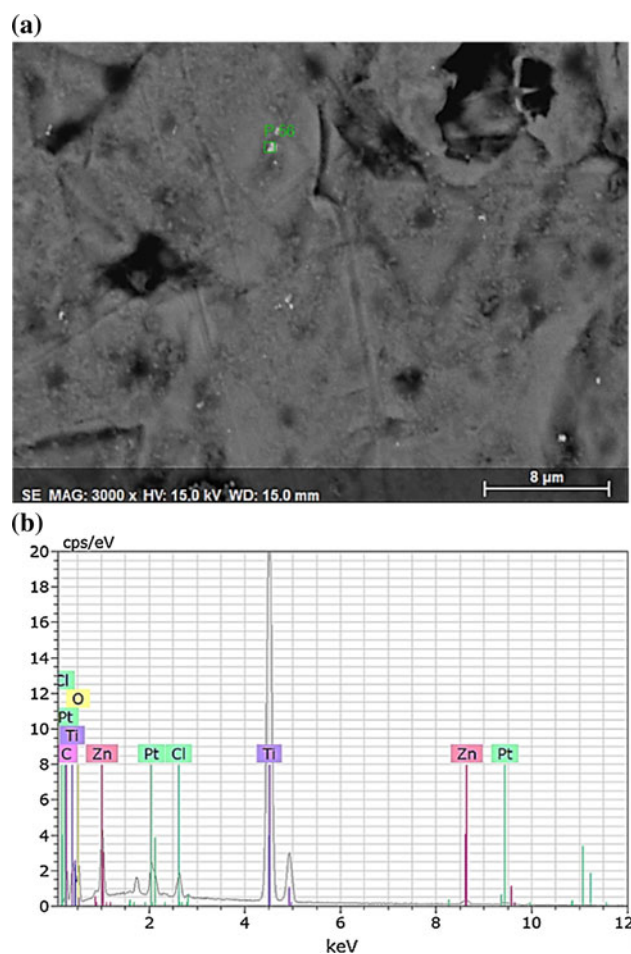 (a)
SE MAG: 3000 x HV: 15.0 kV WD: 15.0 mm
8 µm
(b)
cps/eV
20
18
16
14
12
10
8
6
4
2
0
Cl
O
Pt
Ti
C Zn Pt Cl Ti Zn Pt
2 4 6 8 10 12
keV